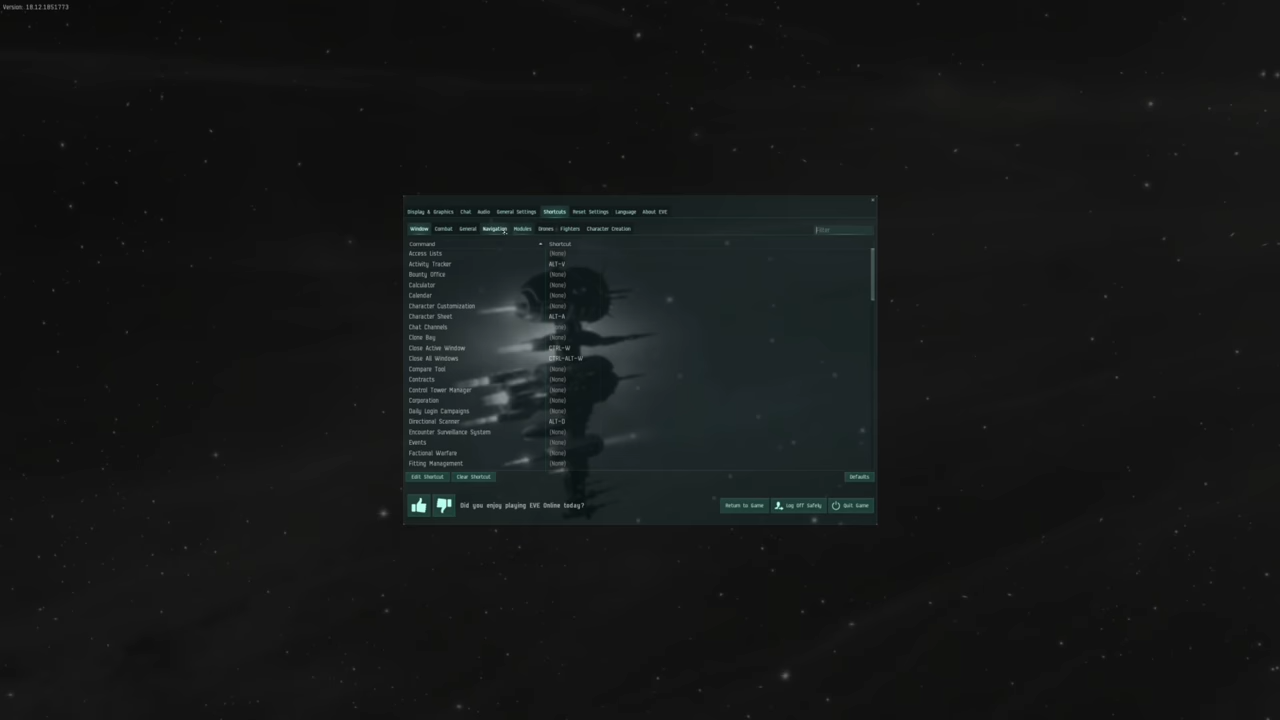 Version: 18.12.1851773
Display & Graphics Chat Audio General Settings Shortcuts Reset Settings Language About EVE
Window Combat General Navigation Modules Drones - Fighters Character Creation Filter
Command Shortcut
Access Lists (None)
Activity Tracker ALT-V
Bounty Office (None)
Calculator (None)
Calendar (None)
Character Customization (None)
Character Sheet ALT-A
Chat Channels (None)
Clone Bay (None)
Close Active Window CTRL-W
Close All Windows CTRL-ALT-W
Compare Tool (None)
Contracts (None)
Control Tower Manager (None)
Corporation (None)
Daily Login Campaigns (None)
Directional Scanner ALT-D
Encounter Surveillance System (None)
Events (None)
Factional Warfare (None)
Fitting Management (None)
Edit Shortcut Clear Shortcut Defaults
Did you enjoy playing EVE Online today? Return to Game Log Off Safely Quit Game